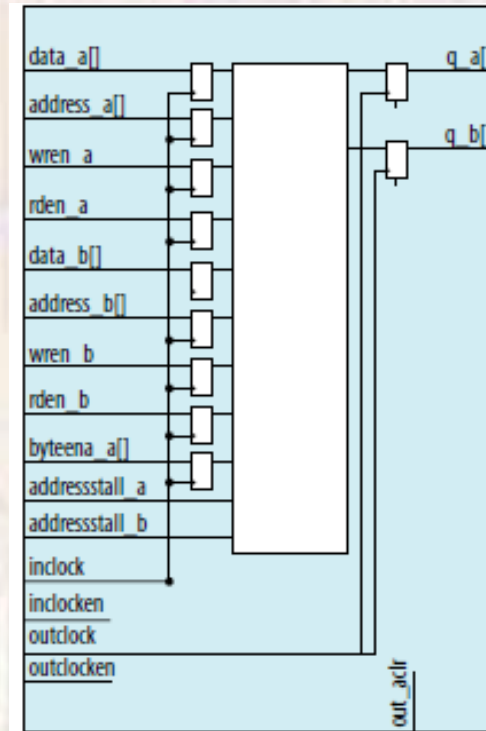 data_a[]
q_a[
address_a[]
q_b[
wren_a
rden_a
data_b[]
address_b[]
wren_b
rden_b
byteena_a[]
addressstall_a
addressstall_b
inclock
inclocken
outclock
outclocken
out_aclr